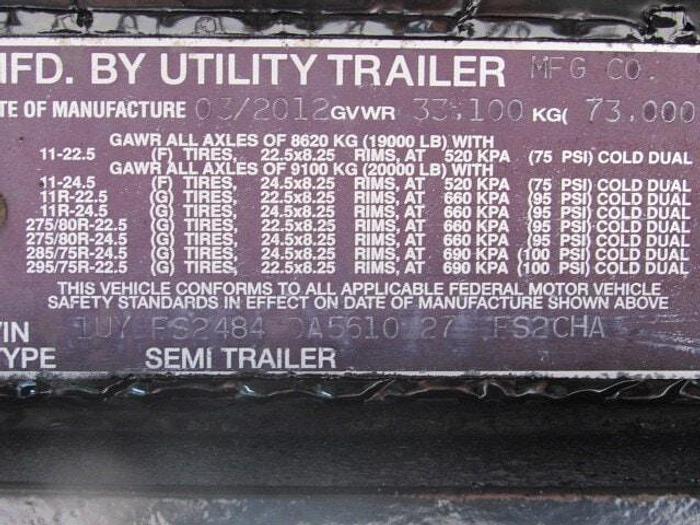 MFD. BY UTILITY TRAILER MFG CO.
ATE OF MANUFACTURE 03/2012 GVWR 33,100 KG( 73,000
GAWR ALL AXLES OF 8620 KG (19000 LB) WITH
11-22.5 (F) TIRES, 22.5x8.25 RIMS, AT 520 KPA (75 PSI) COLD DUAL
GAWR ALL AXLES OF 9100 KG (20000 LB) WITH
11-24.5 (F) TIRES, 24.5x8.25 RIMS, AT 520 KPA (75 PSI) COLD DUAL
11R-22.5 (G) TIRES, 22.5x8.25 RIMS, AT 660 KPA (95 PSI) COLD DUAL
11R-24.5 (G) TIRES, 24.5x8.25 RIMS, AT 660 KPA (95 PSI) COLD DUAL
275/80R-22.5 (G) TIRES, 22.5x8.25 RIMS, AT 660 KPA (95 PSI) COLD DUAL
275/80R-24.5 (G) TIRES, 24.5x8.25 RIMS, AT 660 KPA (95 PSI) COLD DUAL
285/75R-24.5 (G) TIRES, 24.5x8.25 RIMS, AT 690 KPA (100 PSI) COLD DUAL
295/75R-22.5 (G) TIRES, 22.5x8.25 RIMS, AT 690 KPA (100 PSI) COLD DUAL
THIS VEHICLE CONFORMS TO ALL APPLICABLE FEDERAL MOTOR VEHICLE
SAFETY STANDARDS IN EFFECT ON DATE OF MANUFACTURE SHOWN ABOVE
VIN 1UY FS2484 DA5610 27 FS2CHA
TYPE SEMI TRAILER